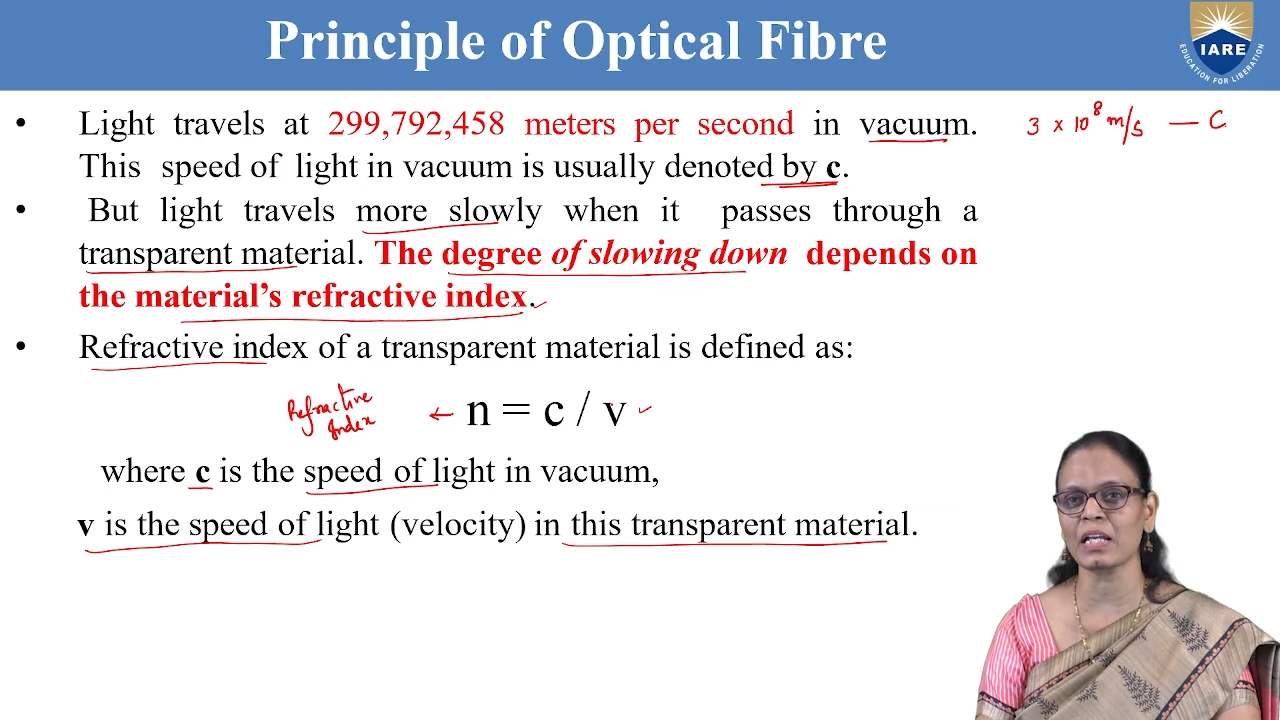 Principle of Optical Fibre
IARE
EDUCATION FOR LIBERATION
• Light travels at 299,792,458 meters per second in vacuum.
3 × 10⁸ m/s — C
This speed of light in vacuum is usually denoted by c.
• But light travels more slowly when it passes through a
transparent material. The degree of slowing down depends on
the material's refractive index.
• Refractive index of a transparent material is defined as:
Refractive
Index
← n = c / v
where c is the speed of light in vacuum,
v is the speed of light (velocity) in this transparent material.